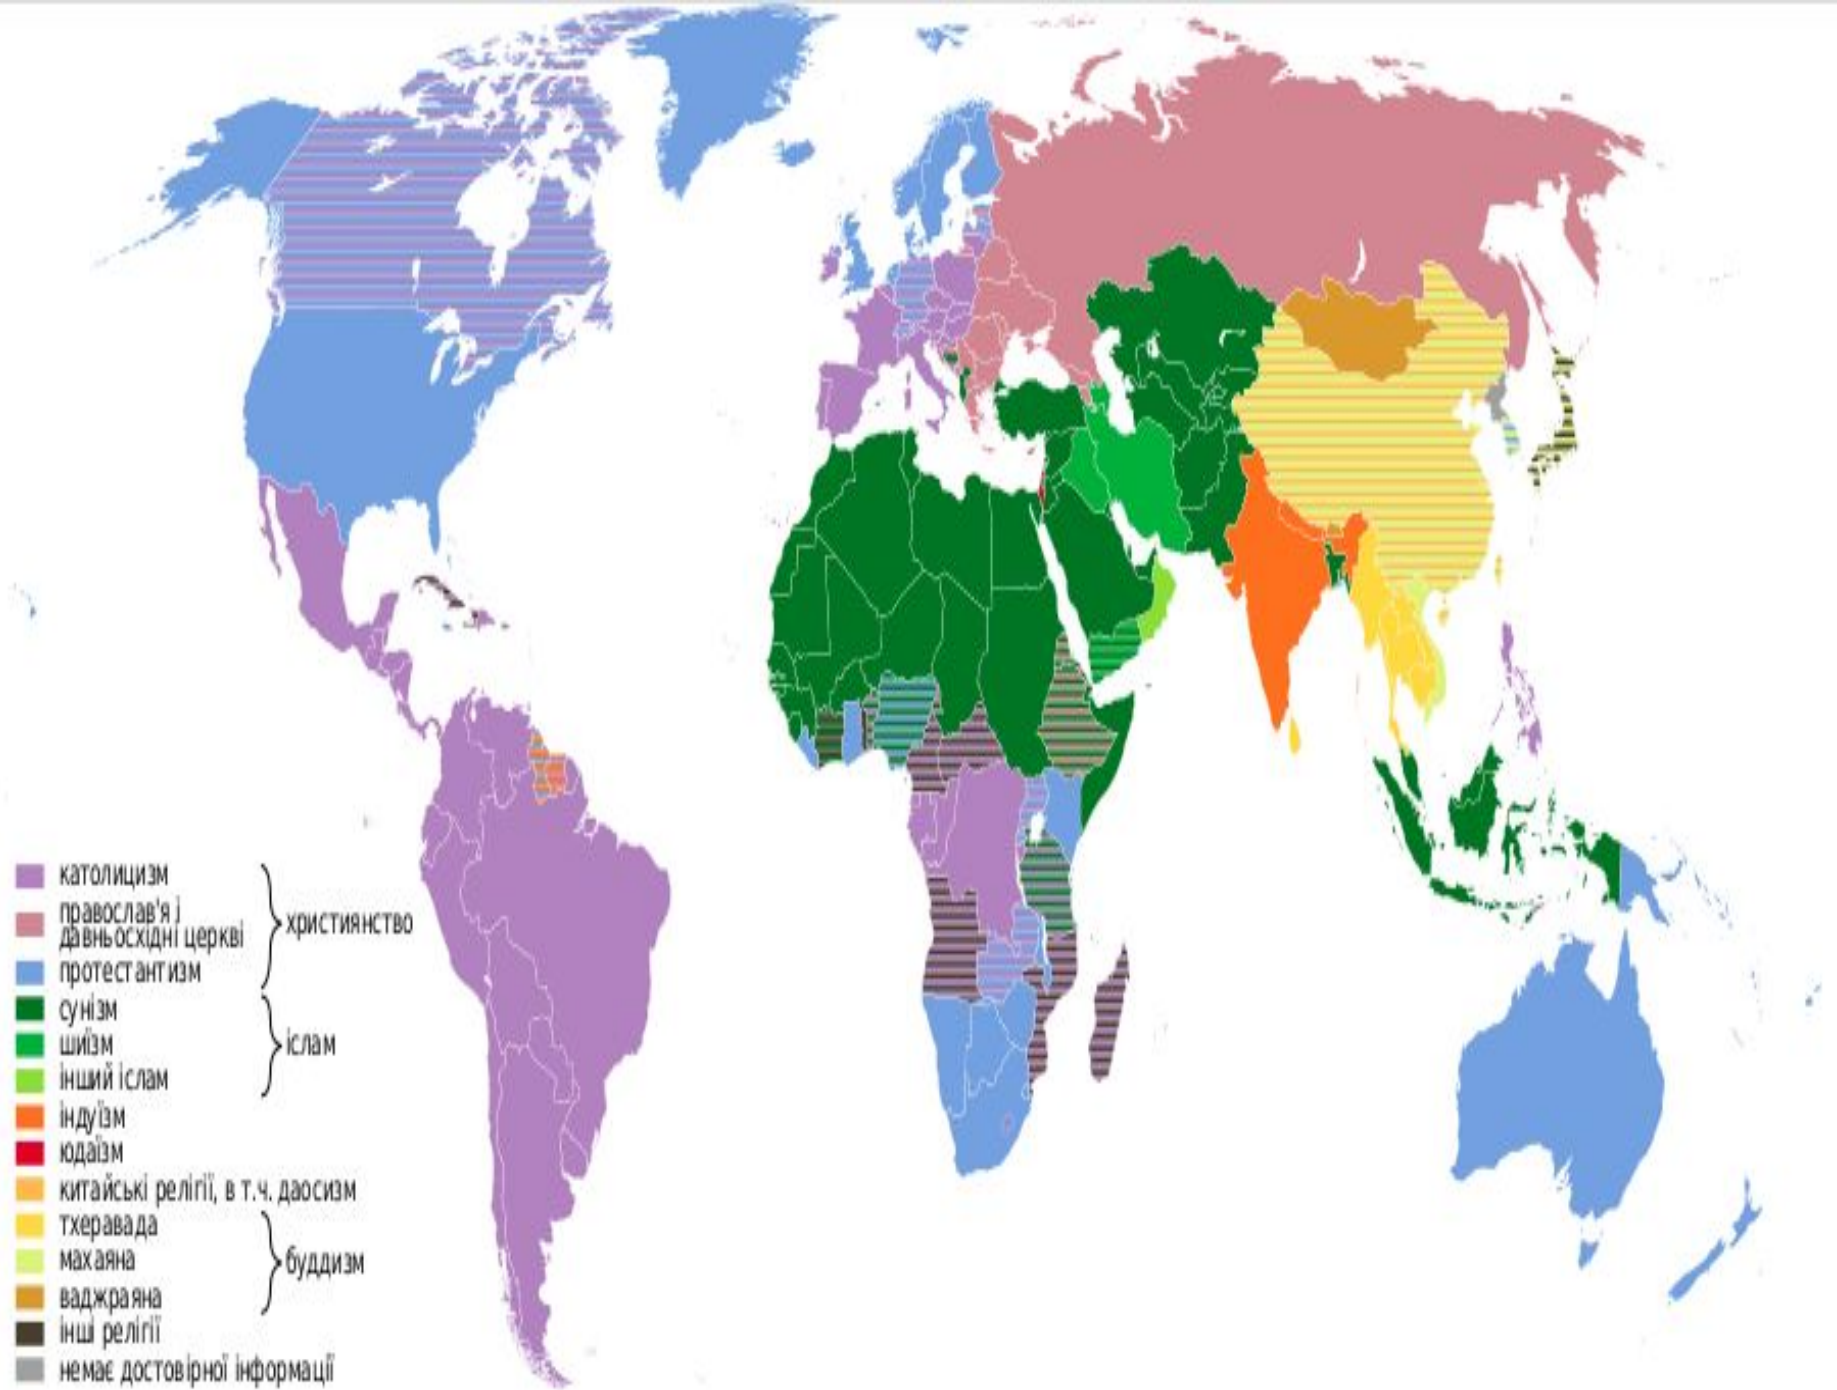 католицизм
православ'я і
давньосхідні церкві
протестантизм
християнство
сунізм
шиїзм
інший іслам
іслам
індуїзм
юдаїзм
китайські релігії, в т.ч. даосизм
тхеравада
махаяна
ваджраяна
буддизм
інші релігії
немає достовірної інформації